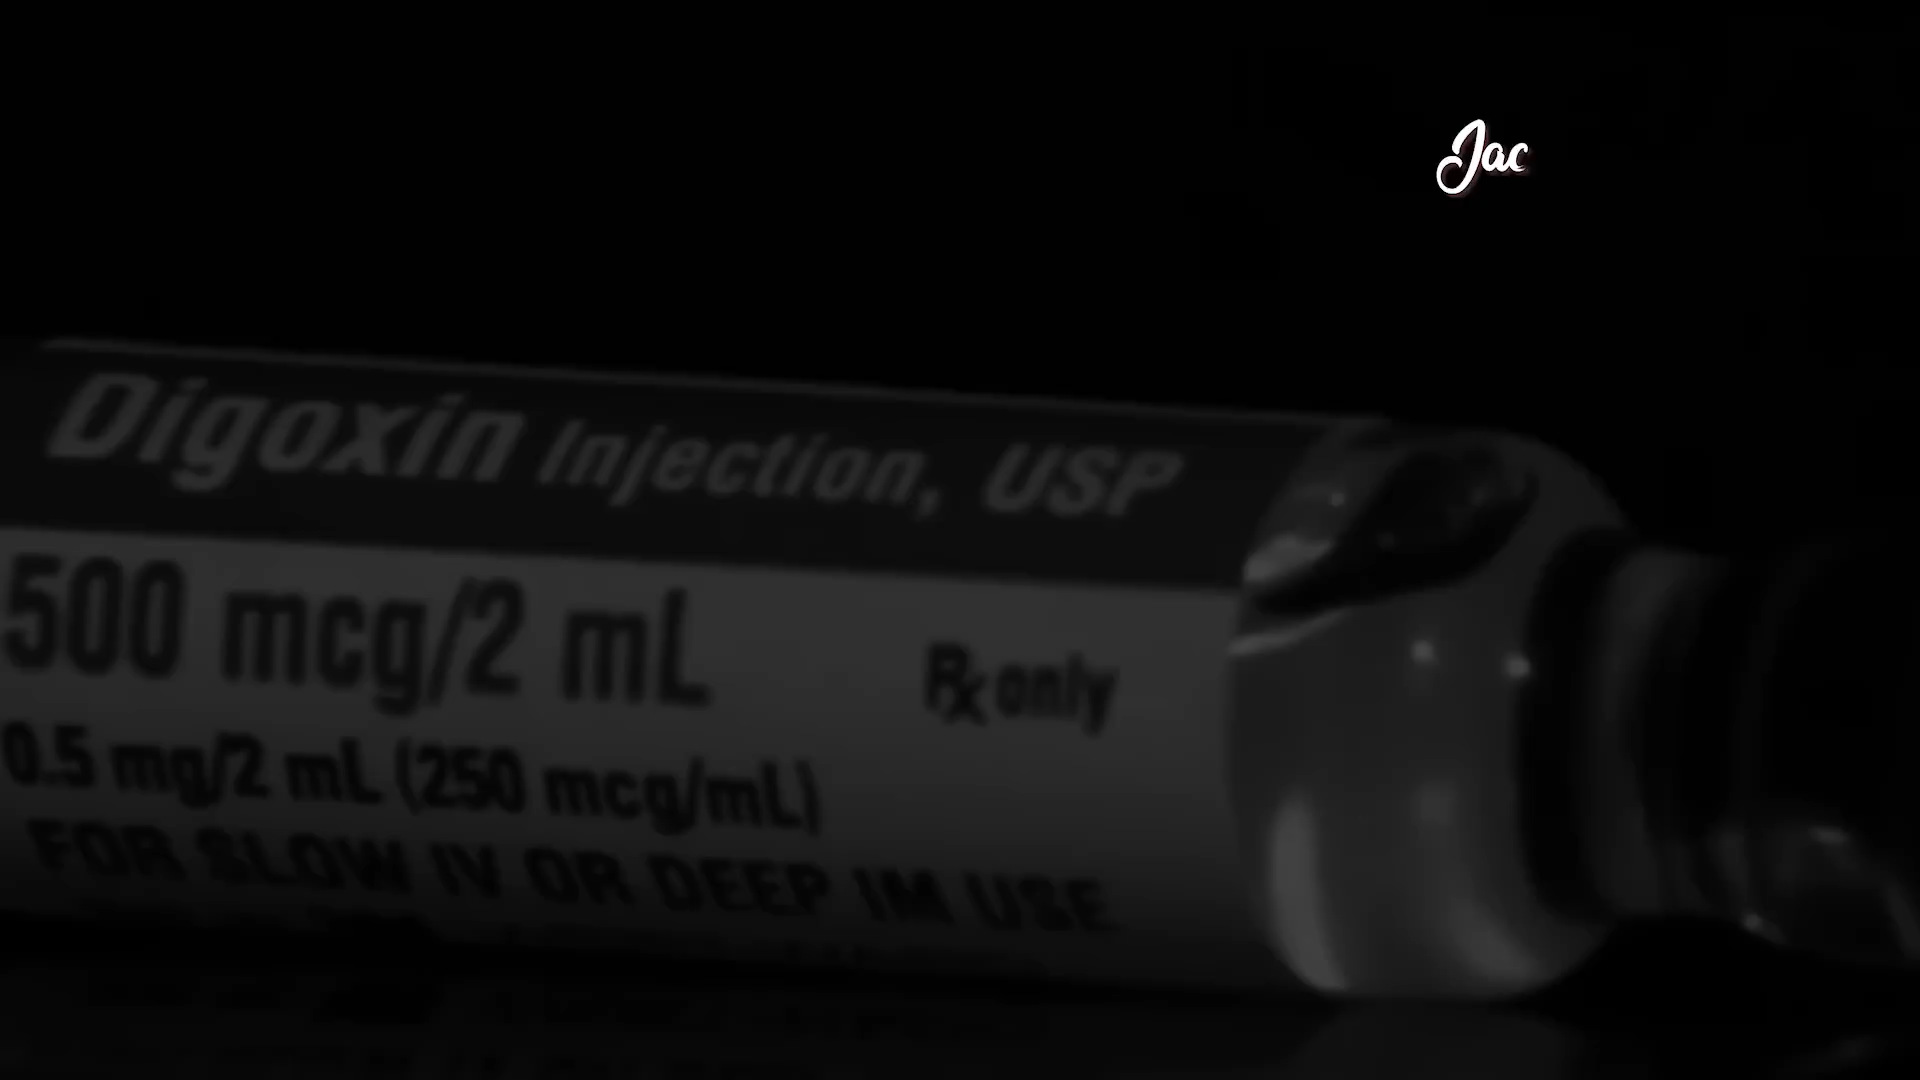 Jac
Digoxin Injection, USP
500 mcg/2 mL
Rx only
0.5 mg/2 mL (250 mcg/mL)
FOR SLOW IV OR DEEP IM USE